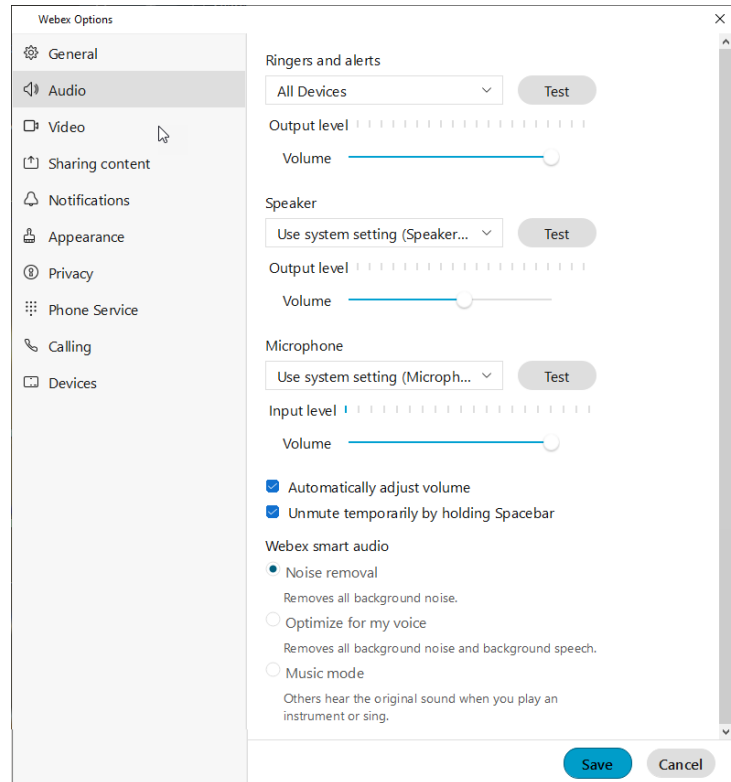 Webex Options
General
Audio
Video
Sharing content
Notifications
Appearance
Privacy
Phone Service
Calling
Devices
Ringers and alerts
All Devices
Test
Output level
Volume
Speaker
Use system setting (Speaker...
Test
Output level
Volume
Microphone
Use system setting (Microph...
Test
Input level
Volume
Automatically adjust volume
Unmute temporarily by holding Spacebar
Webex smart audio
Noise removal
Removes all background noise.
Optimize for my voice
Removes all background noise and background speech.
Music mode
Others hear the original sound when you play an
instrument or sing.
Save
Cancel